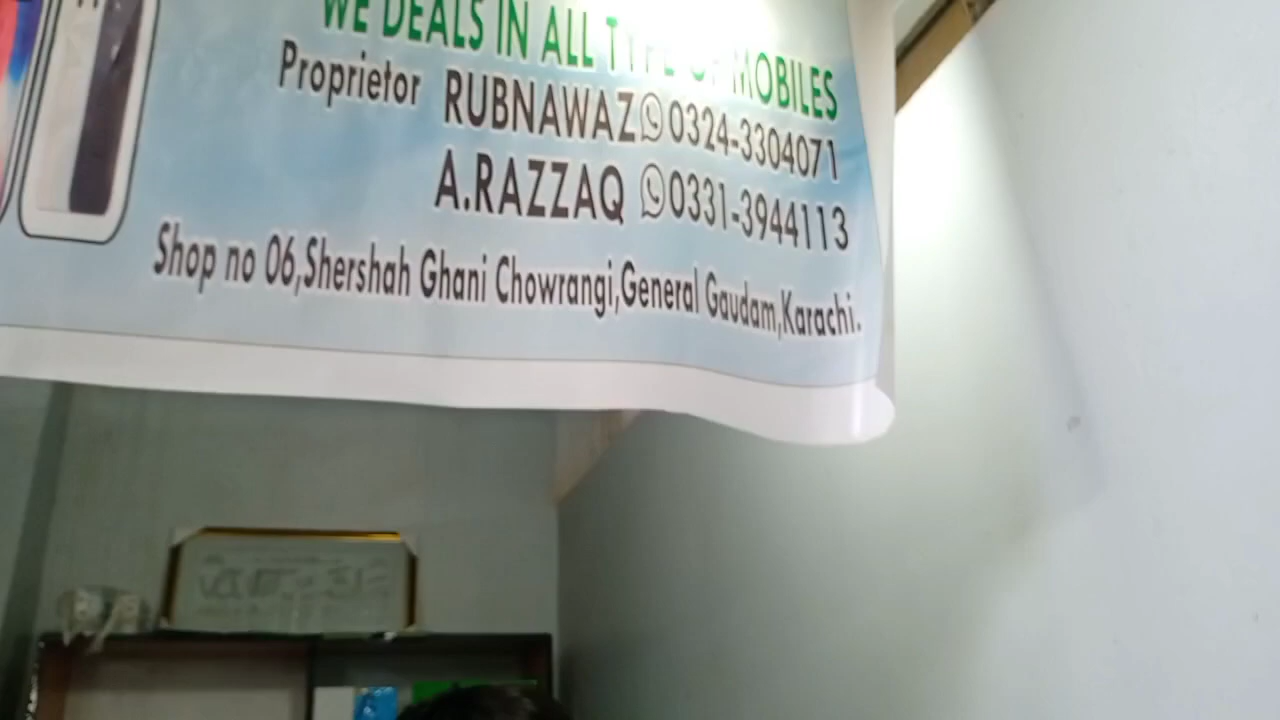 WE DEALS IN ALL TYPE OF MOBILES
Proprietor RUBNAWAZ 0324-3304071
A.RAZZAQ 0331-3944113
Shop no 06,Shershah Ghani Chowrangi,General Gaudam,Karachi.